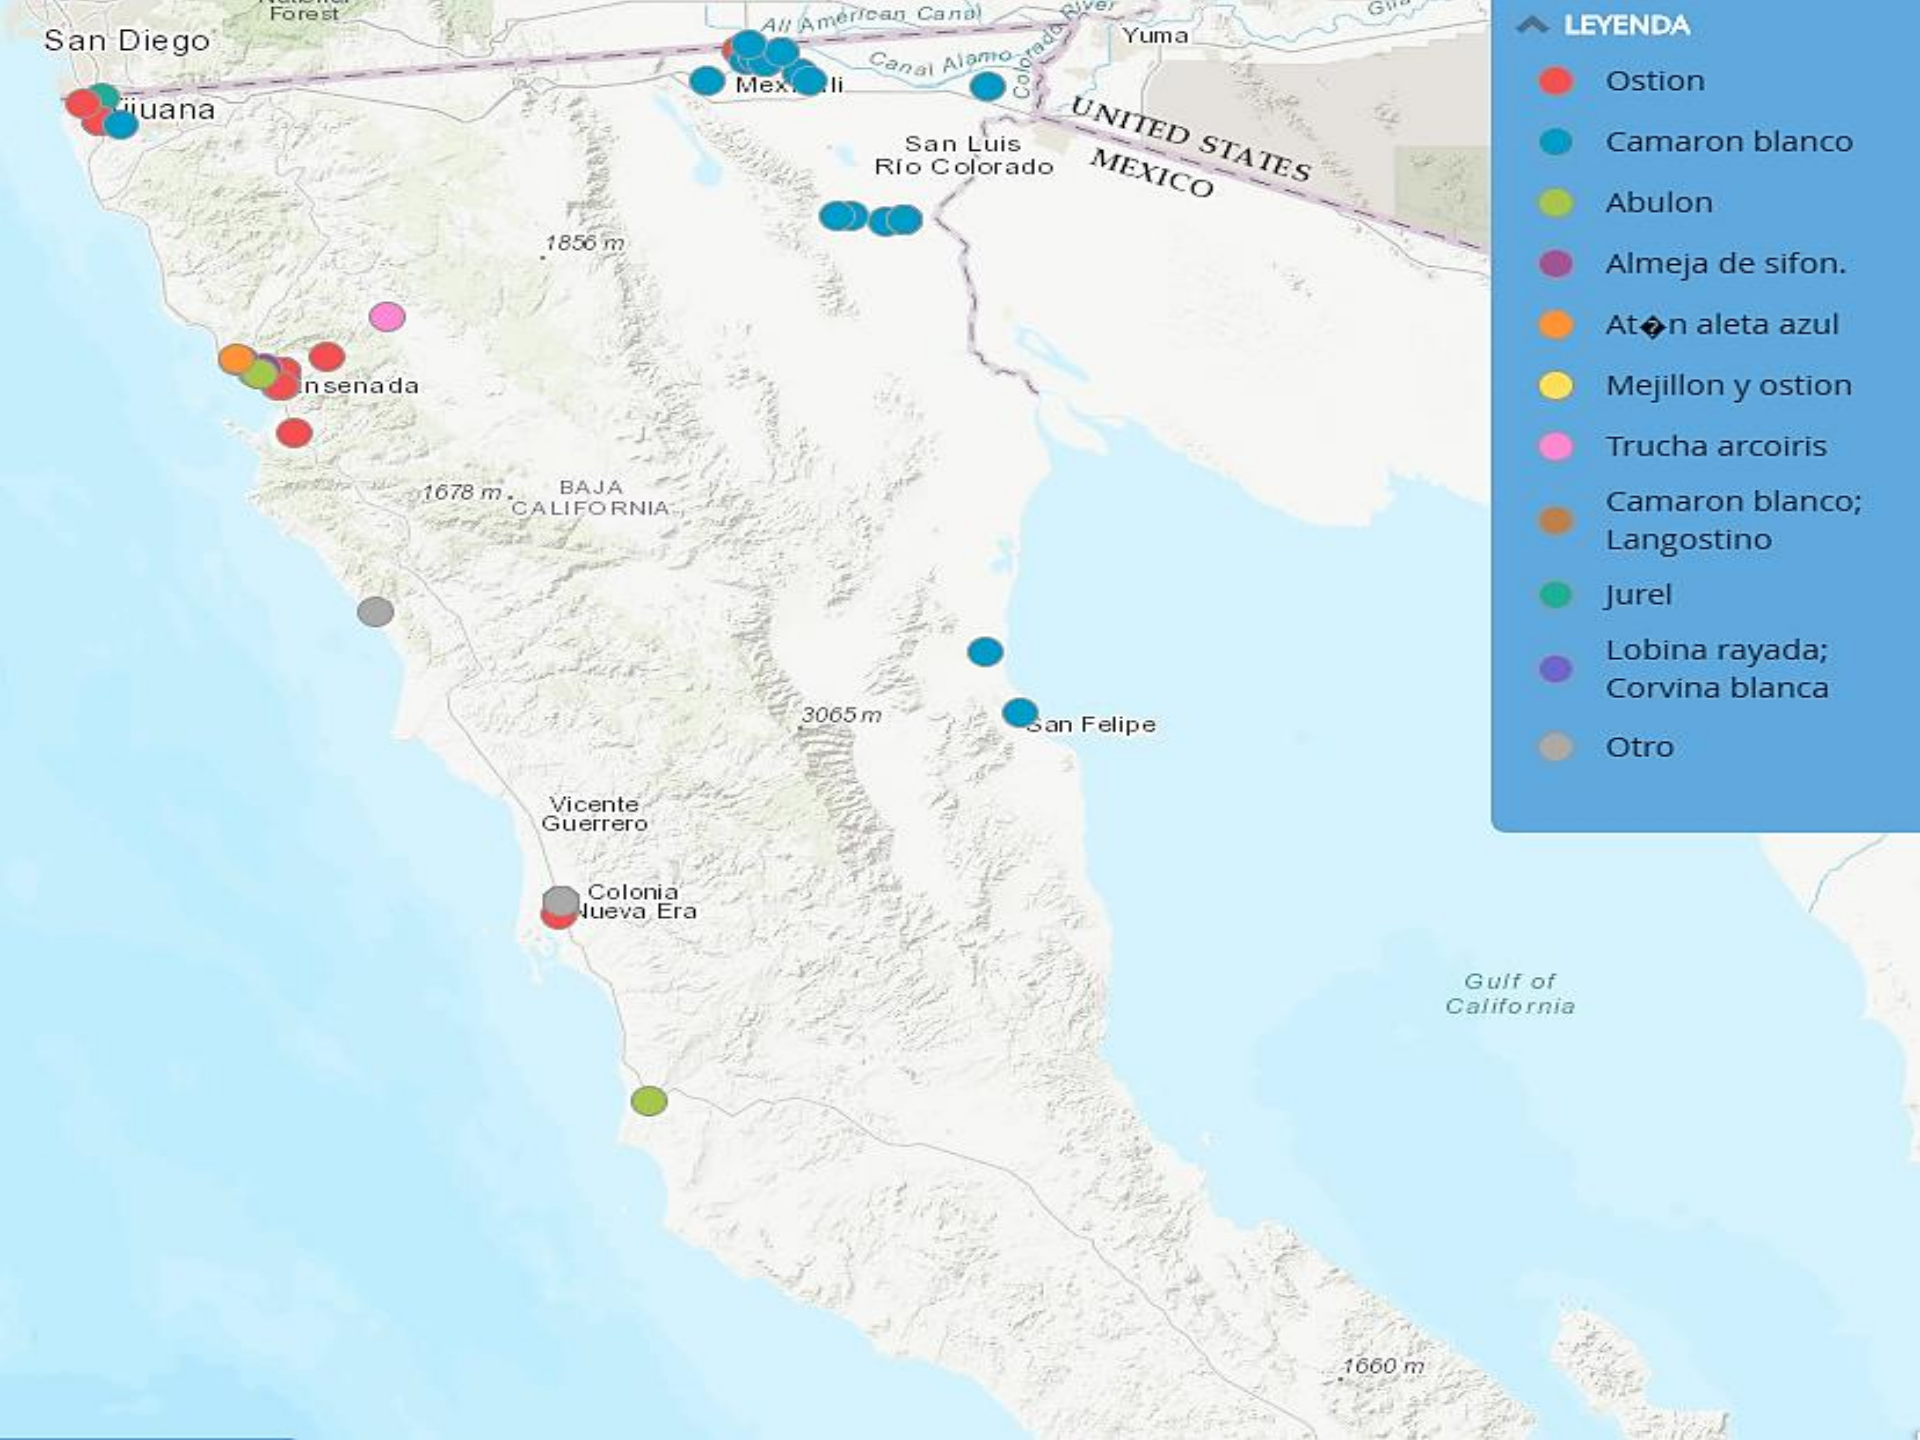 Forest
San Diego
All American Canal
River
Yuma
Canal Alamo
Colorado
Mexicali
Tijuana
UNITED STATES
MEXICO
San Luis
Río Colorado
1856 m
Ensenada
1678 m
BAJA
CALIFORNIA
3065 m
San Felipe
Vicente
Guerrero
Colonia
Nueva Era
Gulf of
California
1660 m
LEYENDA
Ostion
Camaron blanco
Abulon
Almeja de sifon.
At�n aleta azul
Mejillon y ostion
Trucha arcoiris
Camaron blanco;
Langostino
Jurel
Lobina rayada;
Corvina blanca
Otro